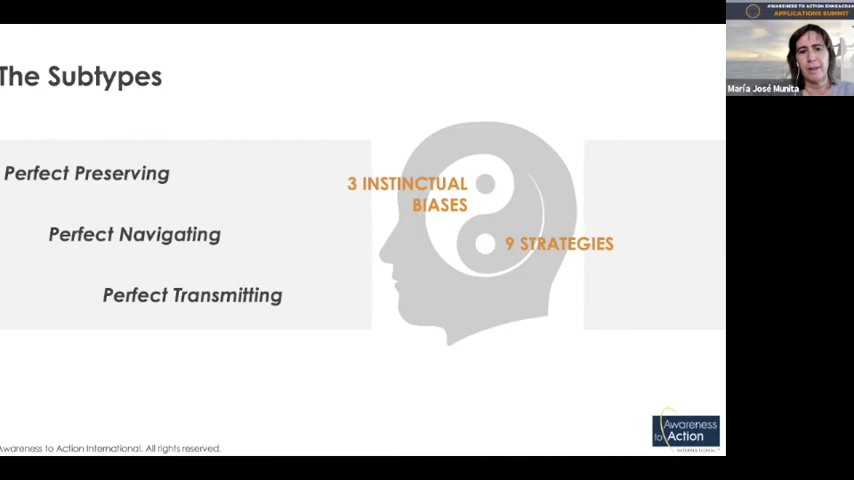 The Subtypes
Perfect Preserving
Perfect Navigating
Perfect Transmitting
3 INSTINCTUAL
BIASES
9 STRATEGIES
Awareness
to Action
INTERNATIONAL
Awareness to Action International. All rights reserved.
AWARENESS TO ACTION ENNEAGRAM
APPLICATIONS SUMMIT
María José Munita